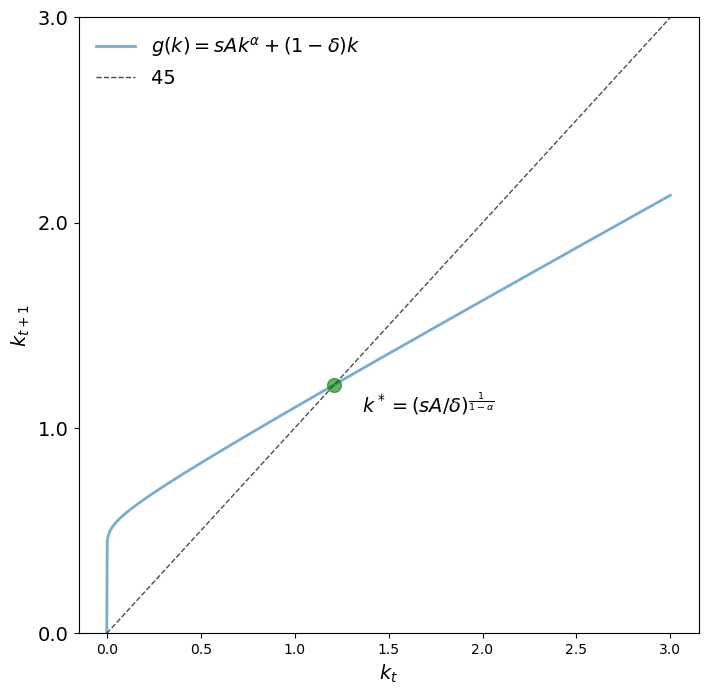 3.0
g(k) = sAk^α + (1 − δ)k
45
2.0
k_{t+1}
k* = (sA/δ)^{\frac{1}{1−α}}
1.0
0.0
0.0 0.5 1.0 1.5 2.0 2.5 3.0
k_t